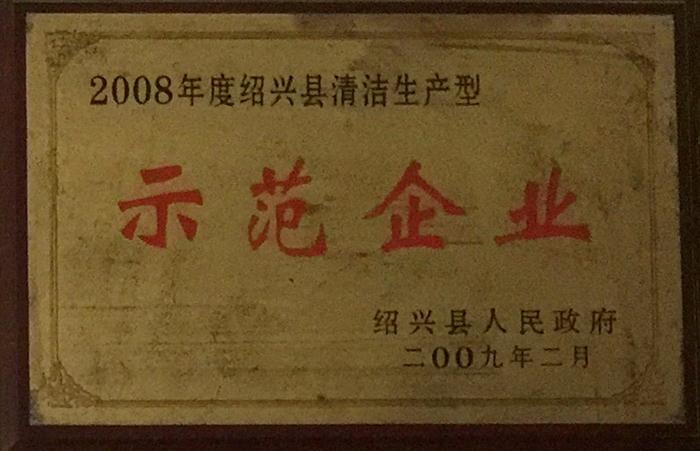 2008年度绍兴县清洁生产型
示范企业
绍兴县人民政府
二00九年二月